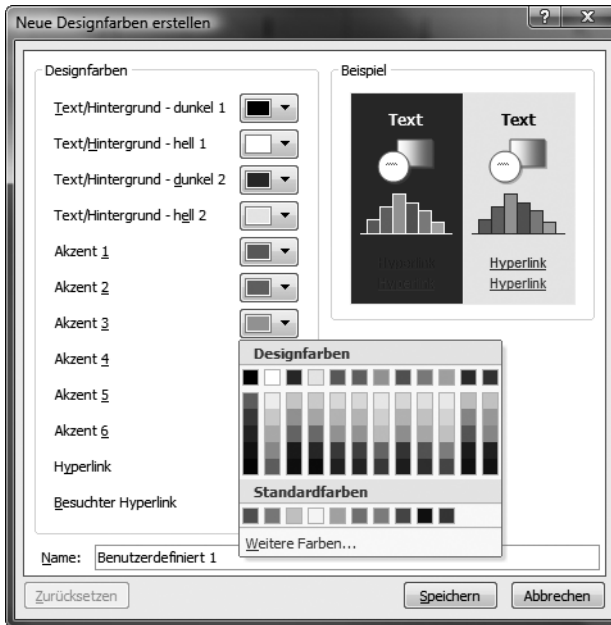 Neue Designfarben erstellen
Designfarben
Text/Hintergrund - dunkel 1
Text/Hintergrund - hell 1
Text/Hintergrund - dunkel 2
Text/Hintergrund - hell 2
Akzent 1
Akzent 2
Akzent 3
Akzent 4
Akzent 5
Akzent 6
Hyperlink
Besuchter Hyperlink
Beispiel
Text Text
Hyperlink Hyperlink
Hyperlink Hyperlink
Designfarben
Standardfarben
Weitere Farben...
Name: Benutzerdefiniert 1
Zurücksetzen Speichern Abbrechen